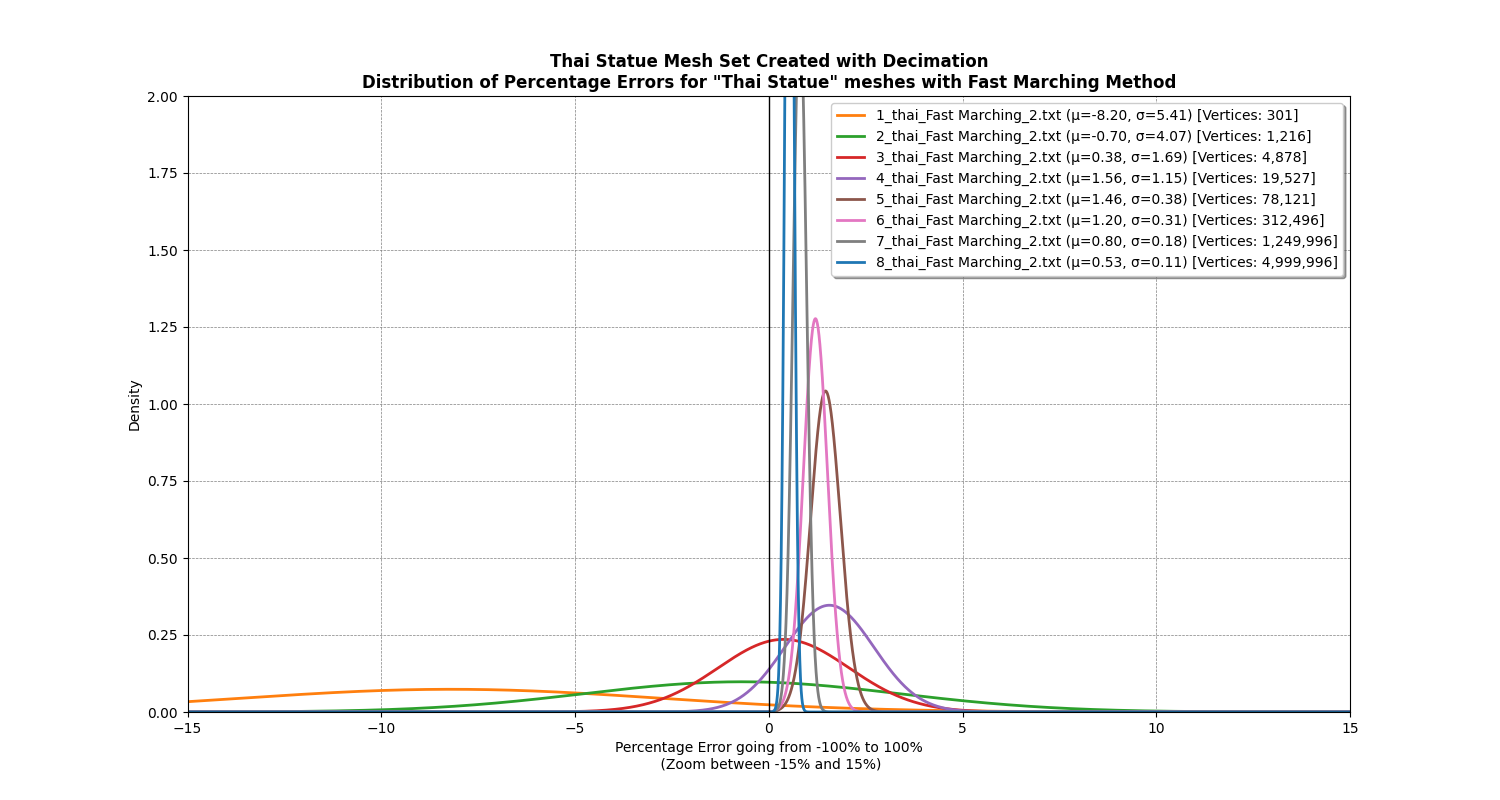 Thai Statue Mesh Set Created with Decimation
Distribution of Percentage Errors for "Thai Statue" meshes with Fast Marching Method
2.00
1.75
1.50
1.25
1.00
0.75
0.50
0.25
0.00
Density
1_thai_Fast Marching_2.txt (μ=-8.20, σ=5.41) [Vertices: 301]
2_thai_Fast Marching_2.txt (μ=-0.70, σ=4.07) [Vertices: 1,216]
3_thai_Fast Marching_2.txt (μ=0.38, σ=1.69) [Vertices: 4,878]
4_thai_Fast Marching_2.txt (μ=1.56, σ=1.15) [Vertices: 19,527]
5_thai_Fast Marching_2.txt (μ=1.46, σ=0.38) [Vertices: 78,121]
6_thai_Fast Marching_2.txt (μ=1.20, σ=0.31) [Vertices: 312,496]
7_thai_Fast Marching_2.txt (μ=0.80, σ=0.18) [Vertices: 1,249,996]
8_thai_Fast Marching_2.txt (μ=0.53, σ=0.11) [Vertices: 4,999,996]
−15 −10 −5 0 5 10 15
Percentage Error going from -100% to 100%
(Zoom between -15% and 15%)